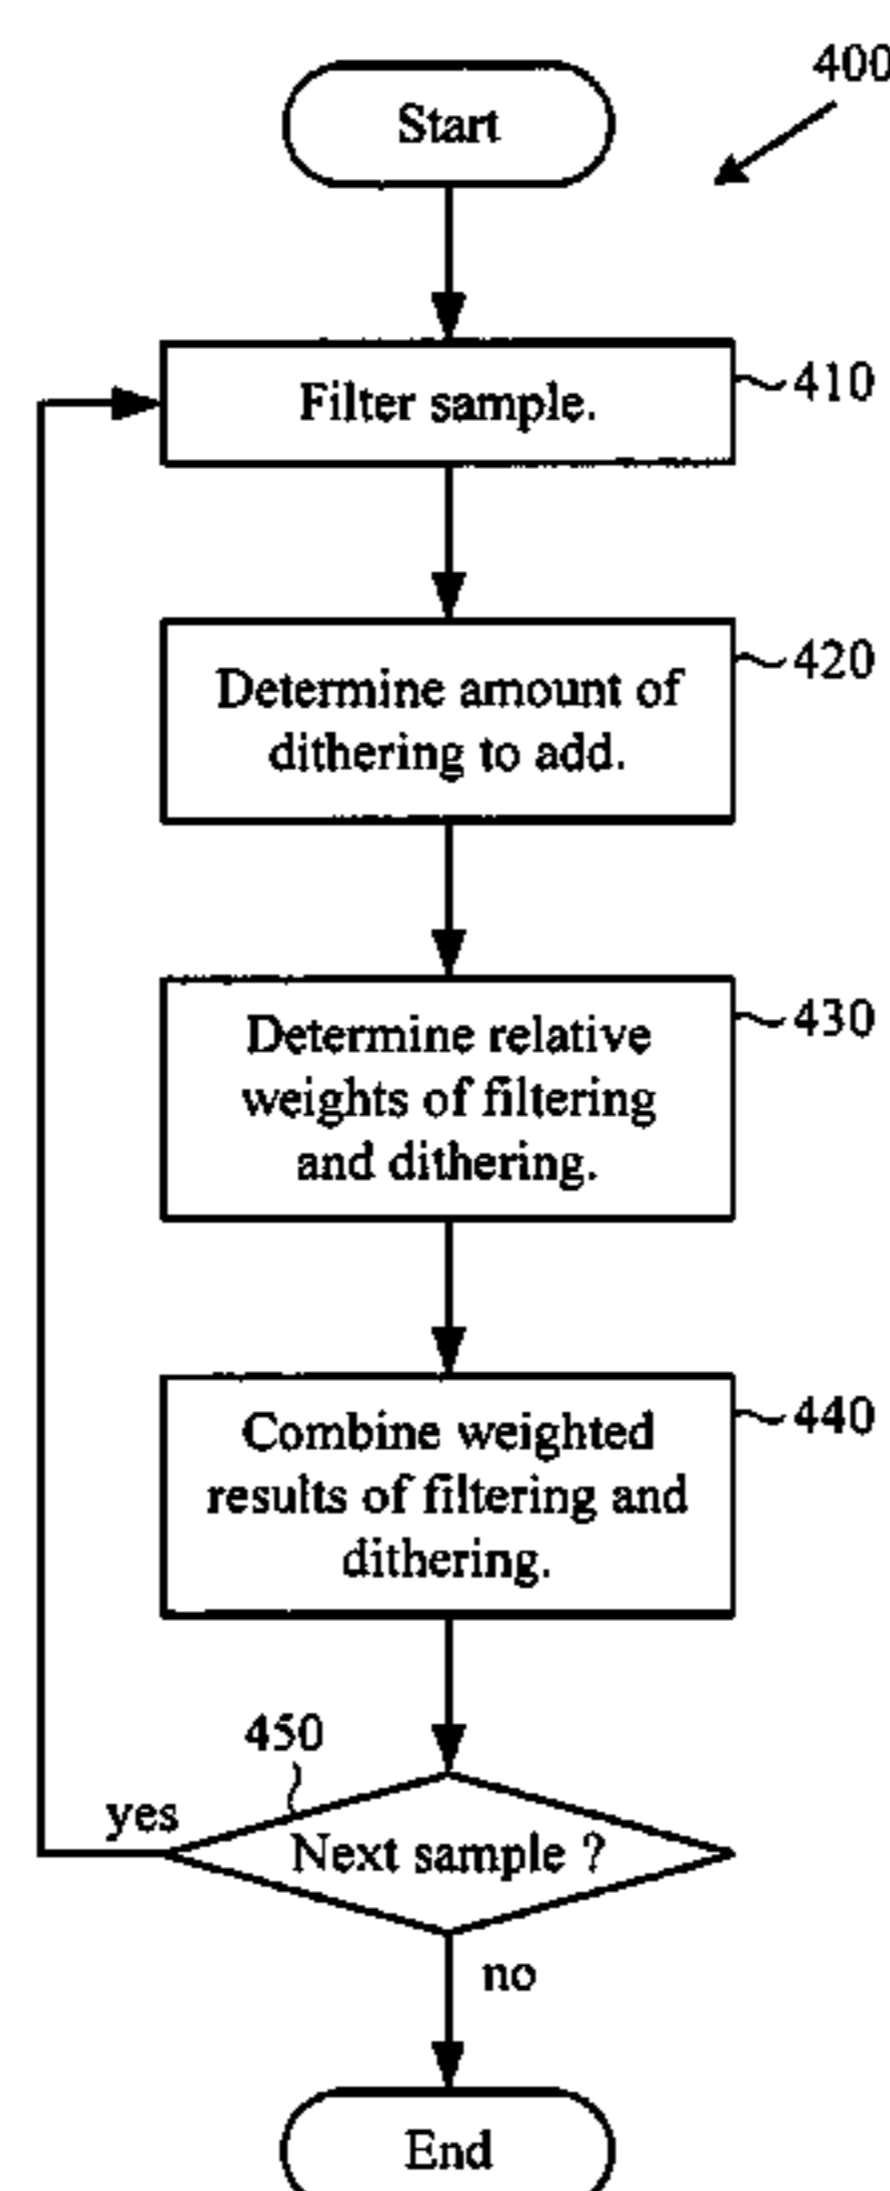 400
Start
Filter sample.
410
Determine amount of
dithering to add.
420
Determine relative
weights of filtering
and dithering.
430
Combine weighted
results of filtering and
dithering.
440
450
yes
Next sample ?
no
End